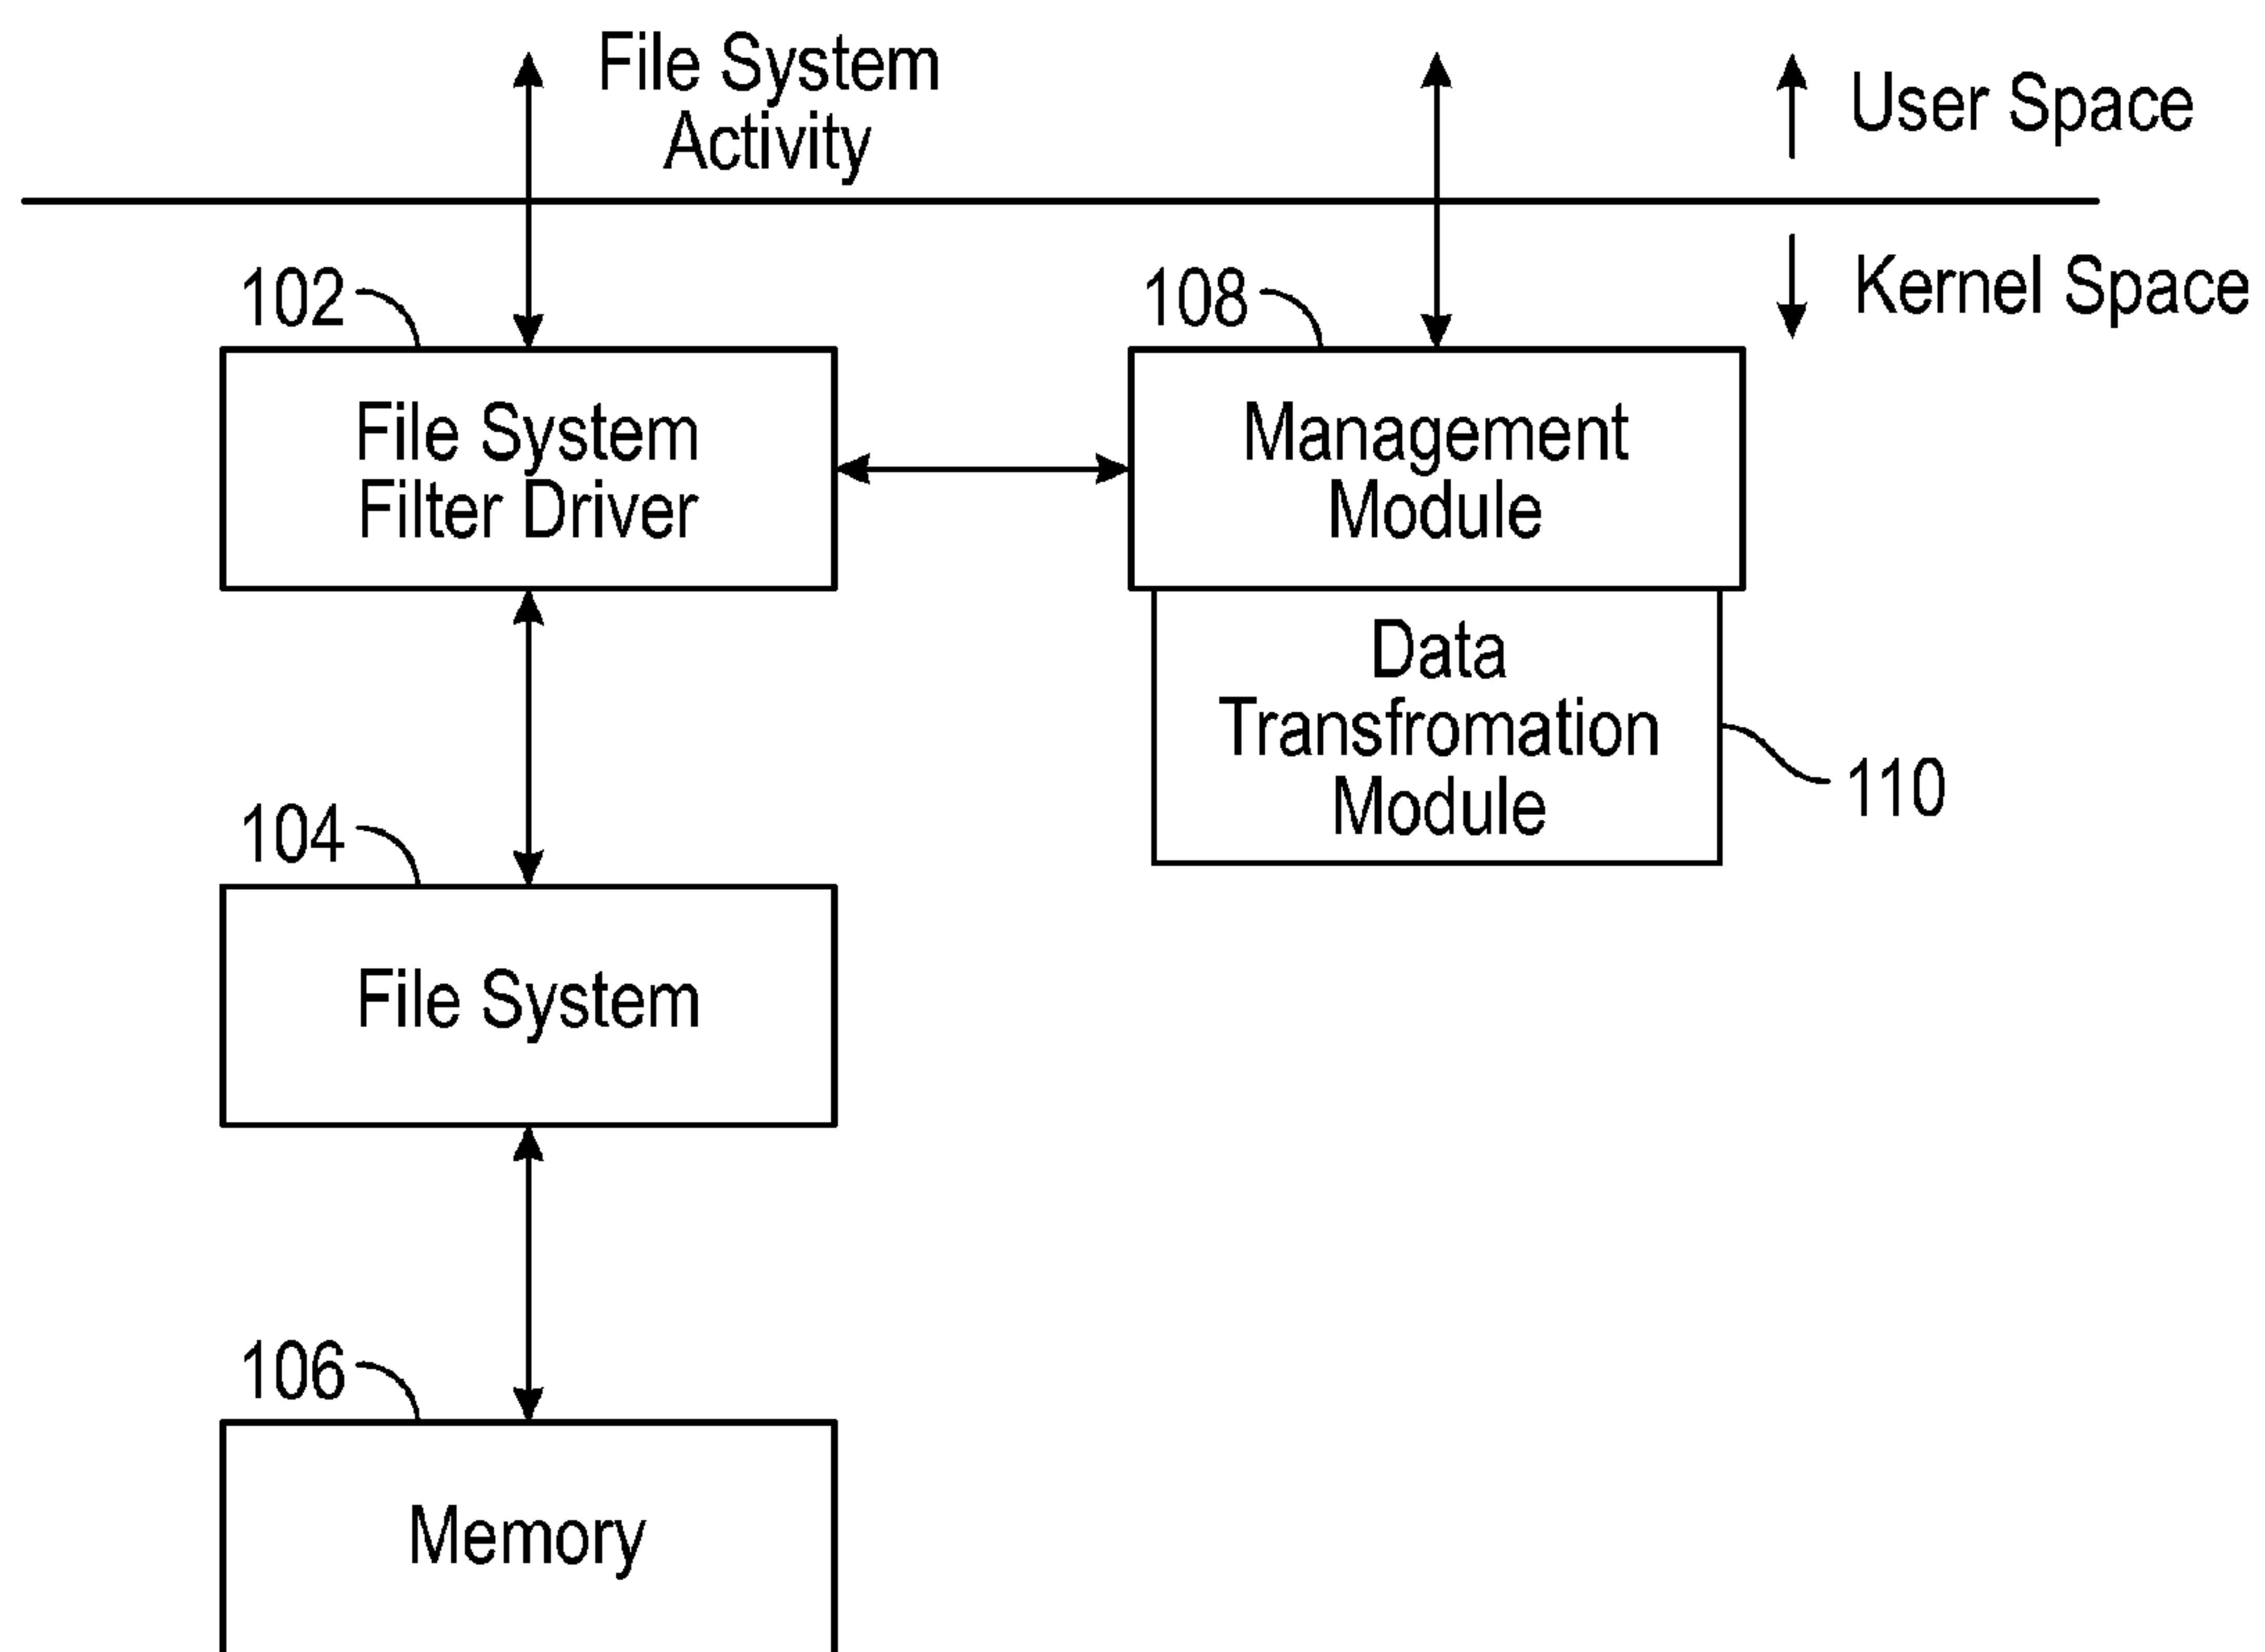 File System
Activity
User Space
Kernel Space
102
108
File System
Filter Driver
Management
Module
Data
Transfromation
Module
110
104
File System
106
Memory